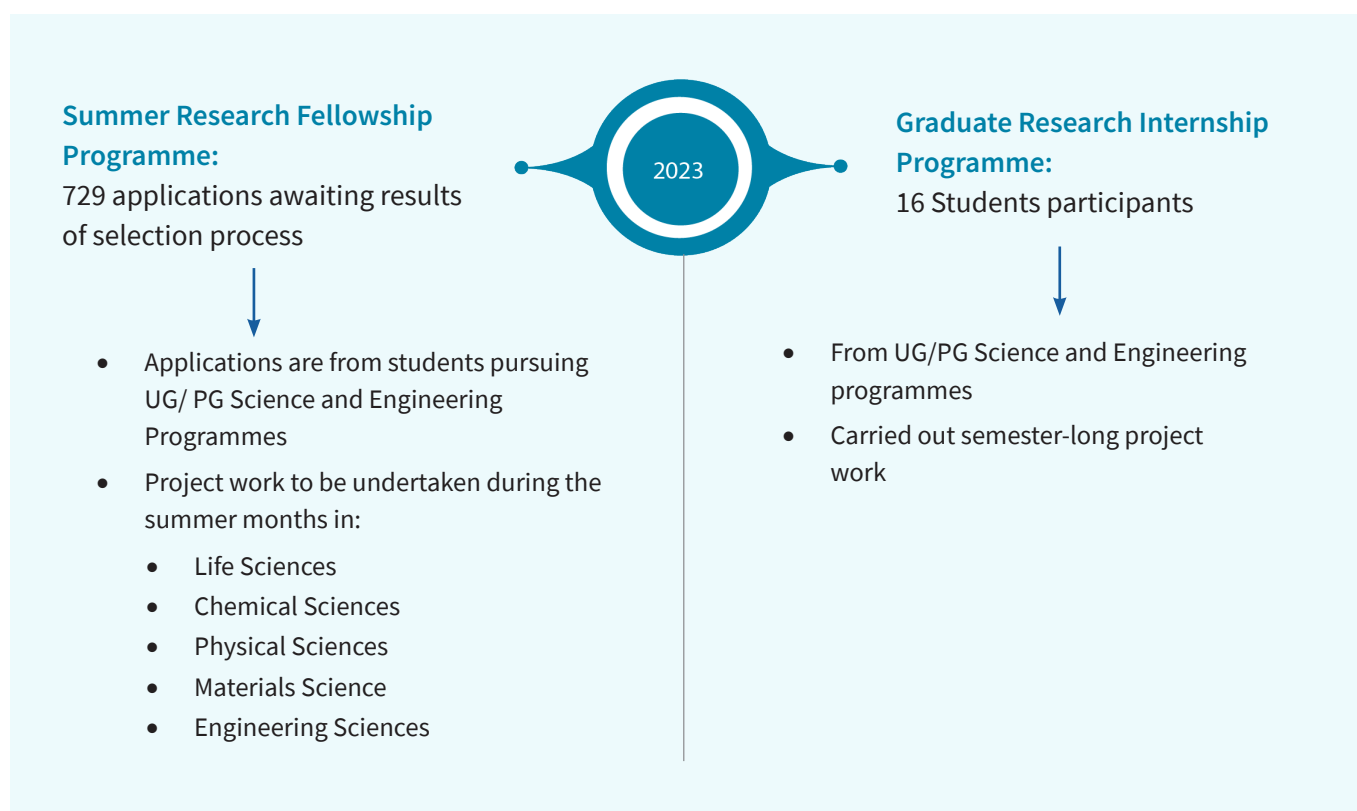 Summer Research Fellowship
Programme:
729 applications awaiting results
of selection process
• Applications are from students pursuing
UG/ PG Science and Engineering
Programmes
• Project work to be undertaken during the
summer months in:
• Life Sciences
• Chemical Sciences
• Physical Sciences
• Materials Science
• Engineering Sciences
2023
Graduate Research Internship
Programme:
16 Students participants
• From UG/PG Science and Engineering
programmes
• Carried out semester-long project
work